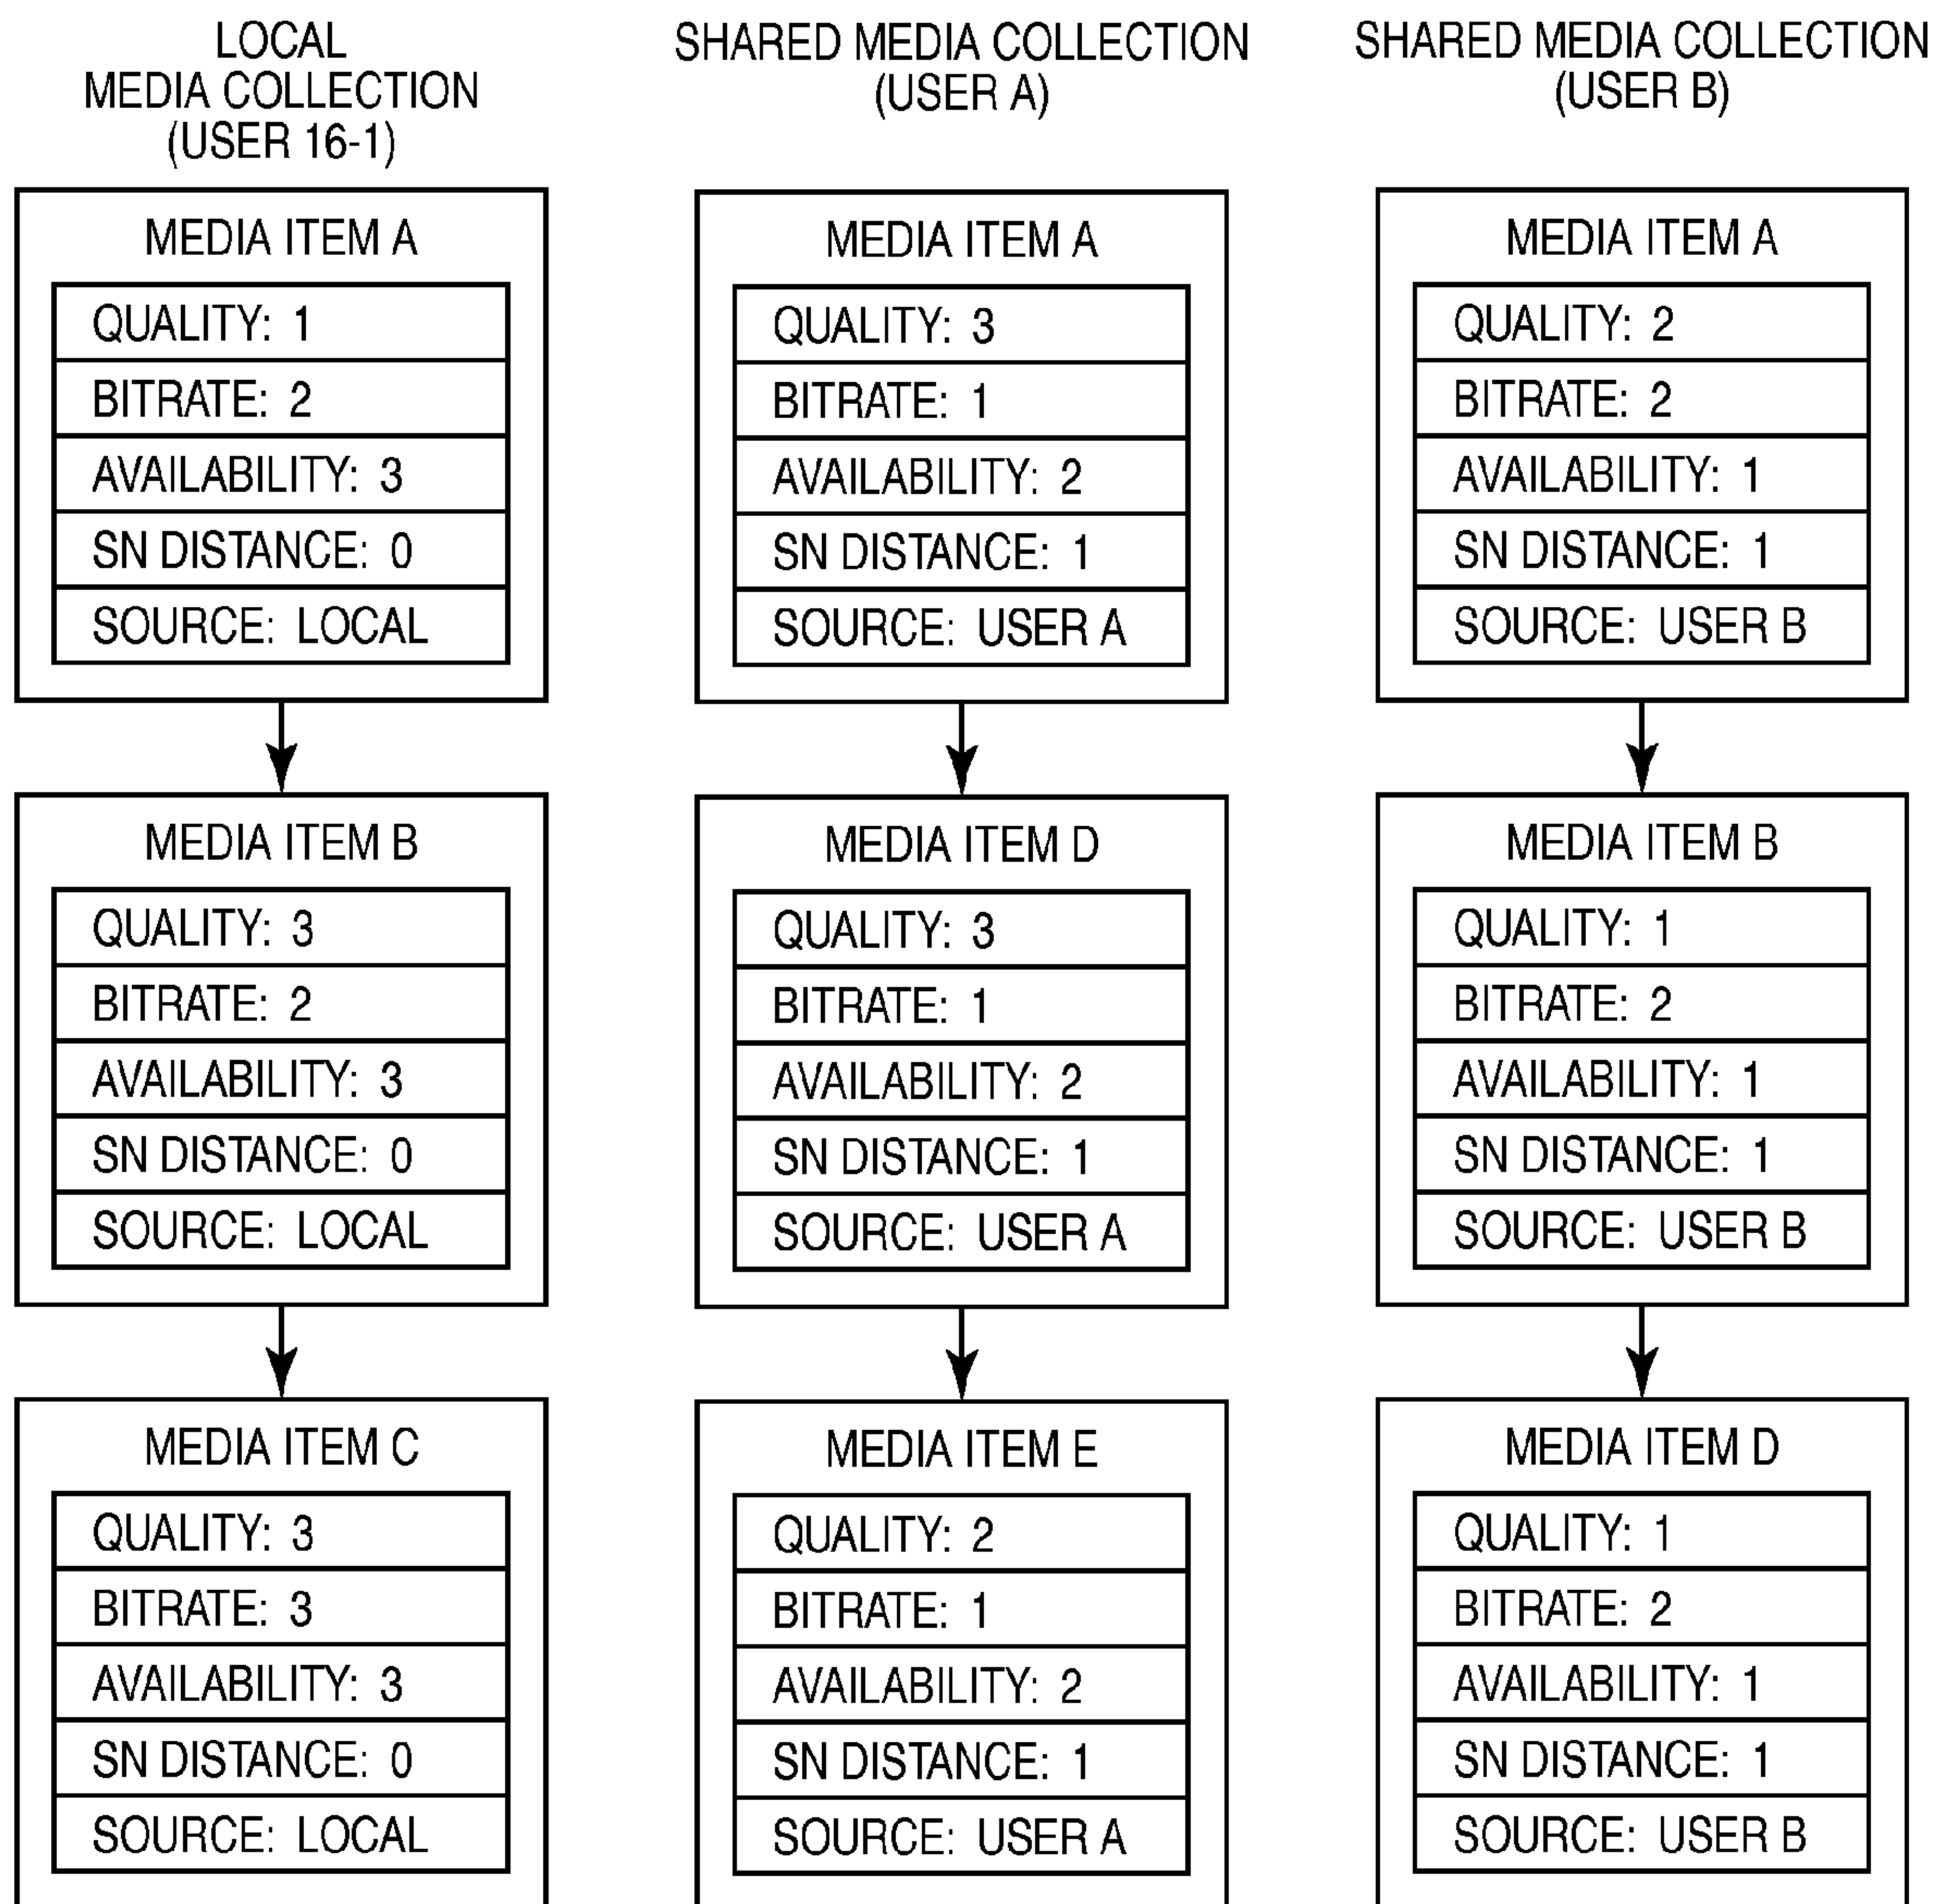 LOCAL
MEDIA COLLECTION
(USER 16-1)
MEDIA ITEM A
QUALITY: 1
BITRATE: 2
AVAILABILITY: 3
SN DISTANCE: 0
SOURCE: LOCAL
MEDIA ITEM B
QUALITY: 3
BITRATE: 2
AVAILABILITY: 3
SN DISTANCE: 0
SOURCE: LOCAL
MEDIA ITEM C
QUALITY: 3
BITRATE: 3
AVAILABILITY: 3
SN DISTANCE: 0
SOURCE: LOCAL
SHARED MEDIA COLLECTION
(USER A)
MEDIA ITEM A
QUALITY: 3
BITRATE: 1
AVAILABILITY: 2
SN DISTANCE: 1
SOURCE: USER A
MEDIA ITEM D
QUALITY: 3
BITRATE: 1
AVAILABILITY: 2
SN DISTANCE: 1
SOURCE: USER A
MEDIA ITEM E
QUALITY: 2
BITRATE: 1
AVAILABILITY: 2
SN DISTANCE: 1
SOURCE: USER A
SHARED MEDIA COLLECTION
(USER B)
MEDIA ITEM A
QUALITY: 2
BITRATE: 2
AVAILABILITY: 1
SN DISTANCE: 1
SOURCE: USER B
MEDIA ITEM B
QUALITY: 1
BITRATE: 2
AVAILABILITY: 1
SN DISTANCE: 1
SOURCE: USER B
MEDIA ITEM D
QUALITY: 1
BITRATE: 2
AVAILABILITY: 1
SN DISTANCE: 1
SOURCE: USER B